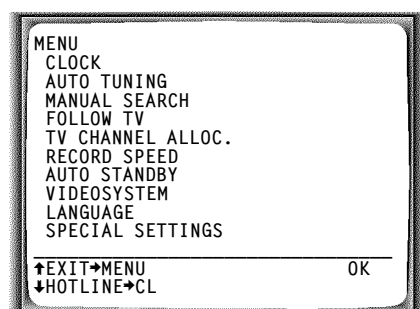 MENU
CLOCK
AUTO TUNING
MANUAL SEARCH
FOLLOW TV
TV CHANNEL ALLOC.
RECORD SPEED
AUTO STANDBY
VIDEOSYSTEM
LANGUAGE
SPECIAL SETTINGS
↑EXIT→MENU OK
↓HOTLINE→CL